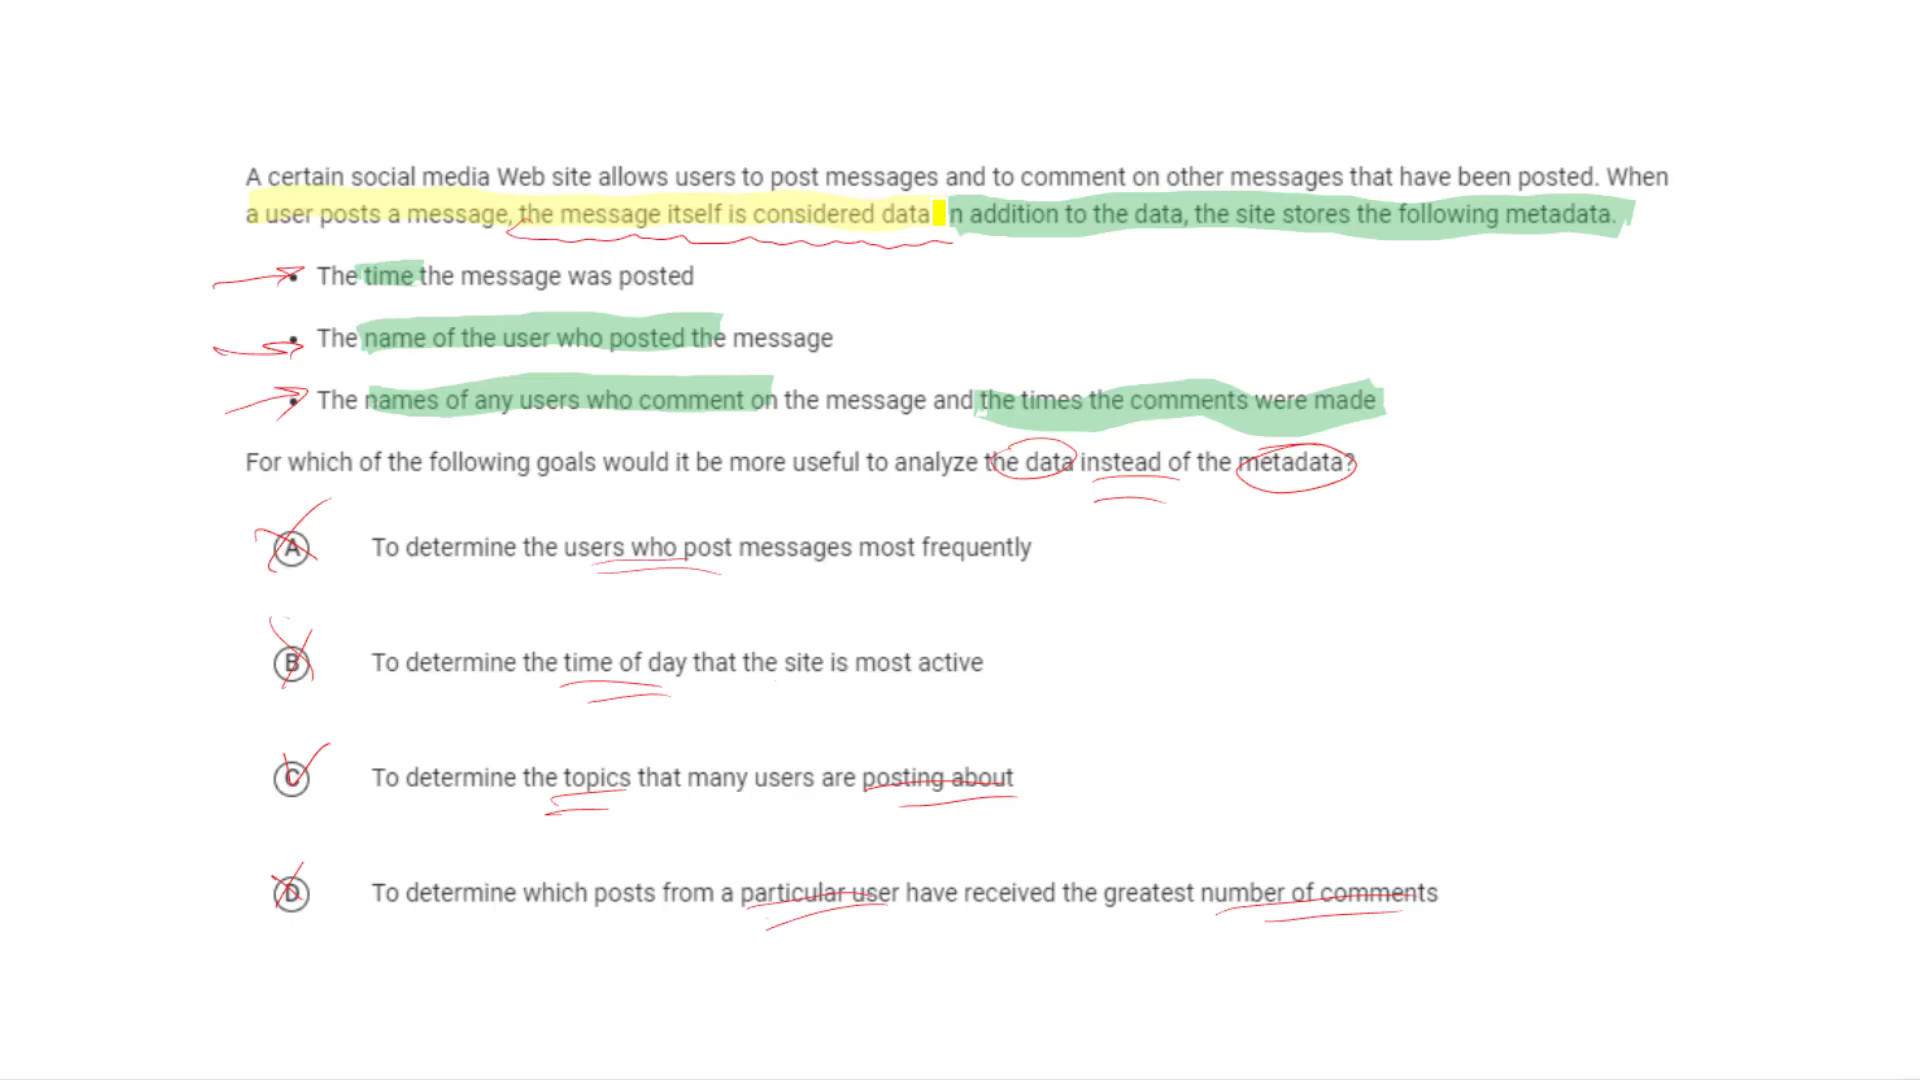 A certain social media Web site allows users to post messages and to comment on other messages that have been posted. When
a user posts a message, the message itself is considered data n addition to the data, the site stores the following metadata.
• The time the message was posted
• The name of the user who posted the message
• The names of any users who comment on the message and the times the comments were made
For which of the following goals would it be more useful to analyze the data instead of the metadata?
A To determine the users who post messages most frequently
B To determine the time of day that the site is most active
C To determine the topics that many users are posting about
D To determine which posts from a particular user have received the greatest number of comments